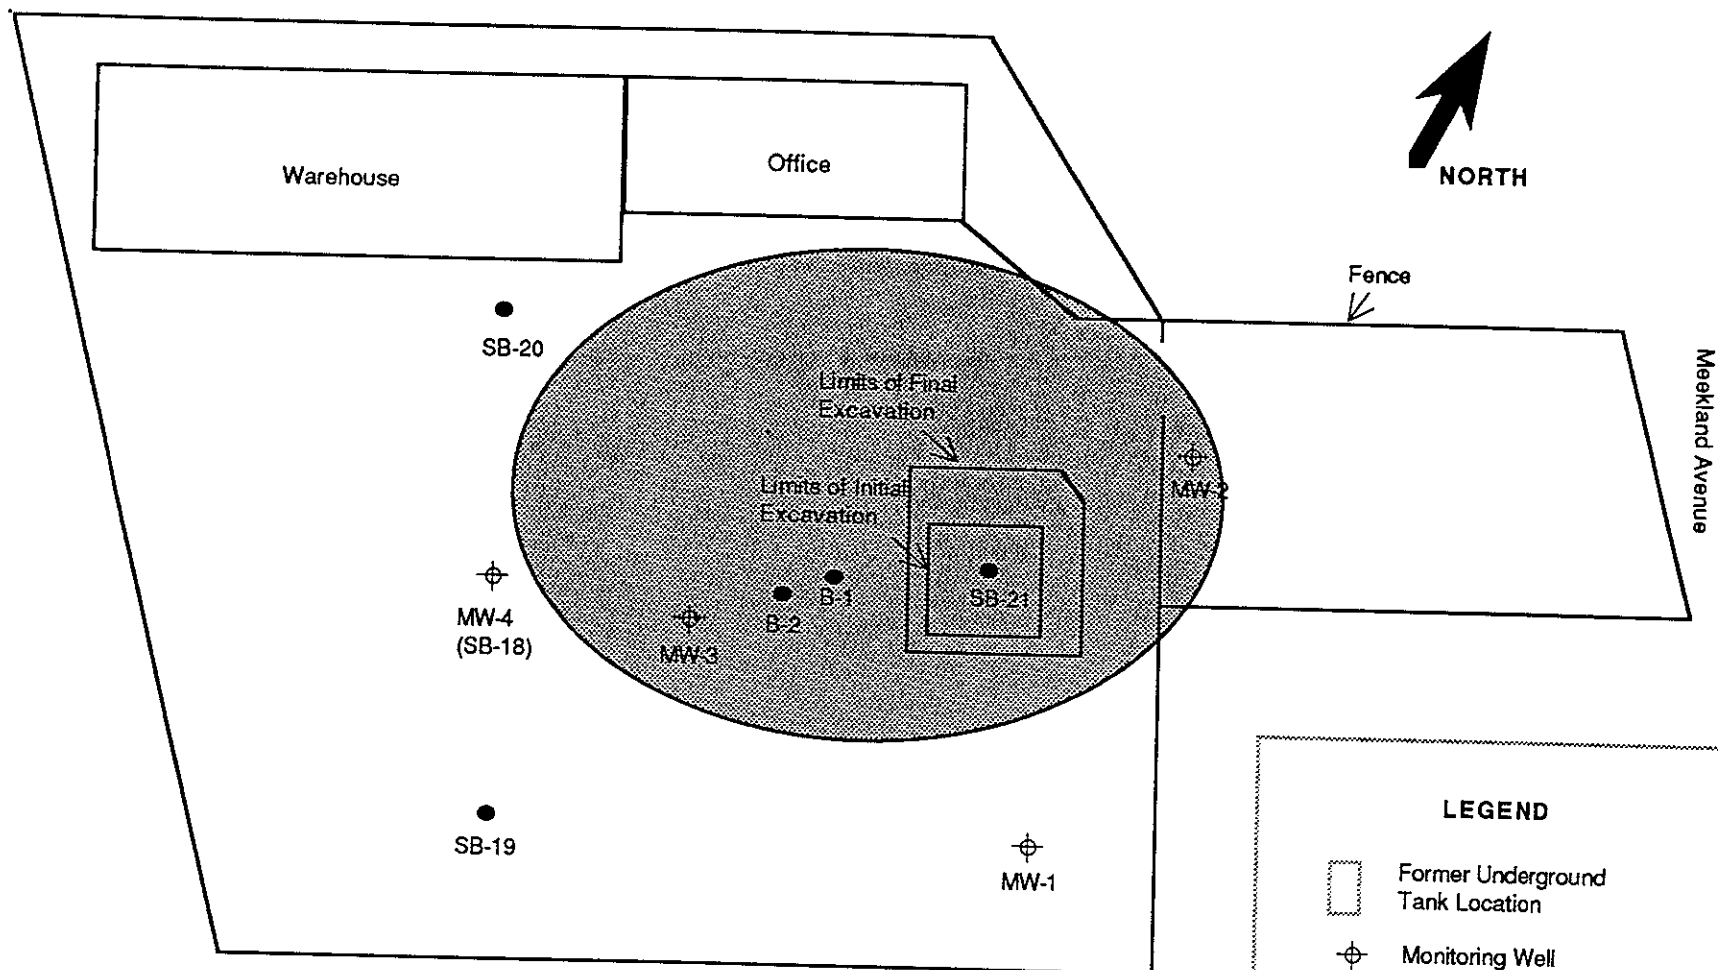 Warehouse
Office
NORTH
Fence
Meekland Avenue
SB-20
Limits of Final
Excavation
Limits of Initial
Excavation
MW-2
SB-21
B-1
B-2
MW-3
MW-4
(SB-18)
SB-19
MW-1
LEGEND
Former Underground
Tank Location
Monitoring Well